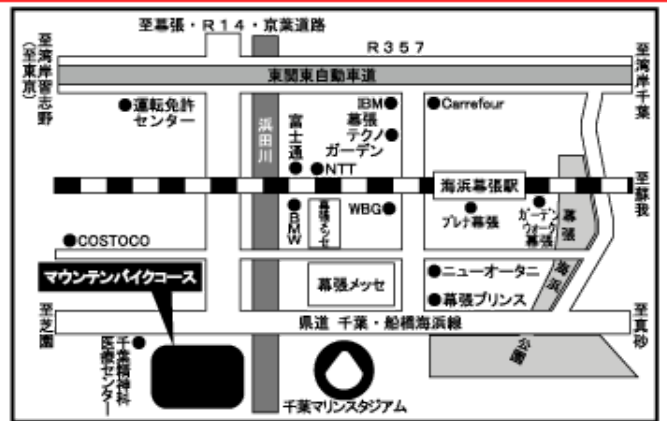 至幕張・R14・京葉道路
R357
至湾岸習志野
(至東京)
至湾岸千葉
東関東自動車道
運転免許
センター
浜田川
富士通
IBM
幕張
テクノ
ガーデン
NTT
Carrefour
海浜幕張駅
至蘇我
BMW
幕張メッセ
WBG
プレナ幕張
ガーデン
ウォーク
幕張
幕張
海浜
公園
COSTOCO
マウンテンバイクコース
幕張メッセ
ニューオータニ
幕張プリンス
至芝園
県道 千葉・船橋海浜線
至真砂
千葉精神科
医療センター
千葉マリンスタジアム